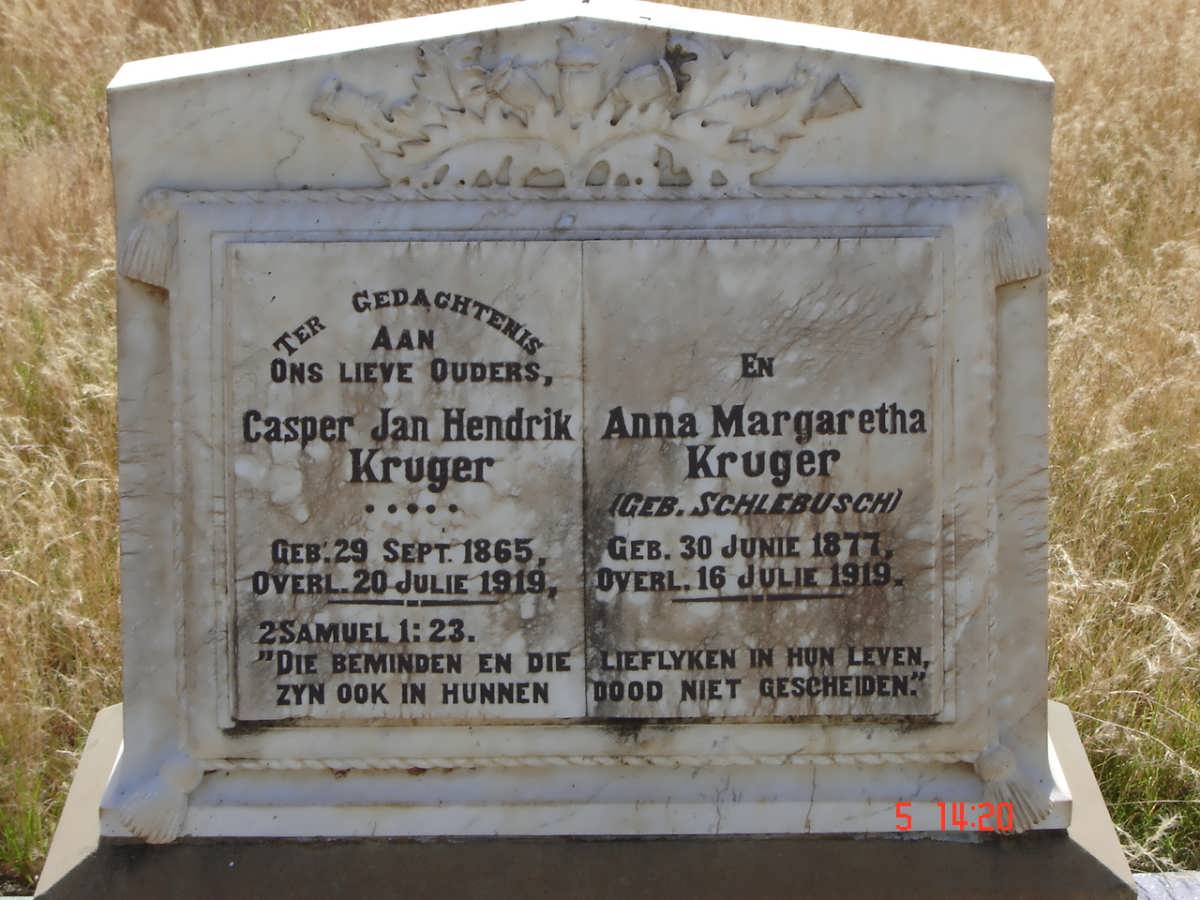 TER GEDACHTENIS
AAN
ONS LIEVE OUDERS,
Casper Jan Hendrik
Kruger
.....
GEB. 29 SEPT. 1865,
OVERL. 20 JULIE 1919,
2 SAMUEL 1: 23.
"DIE BEMINDEN EN DIE
ZYN OOK IN HUNNEN
EN
Anna Margaretha
Kruger
(GEB. SCHLEBUSCH)
GEB. 30 JUNIE 1877,
OVERL. 16 JULIE 1919.
LIEFLYKEN IN HUN LEVEN,
DOOD NIET GESCHEIDEN."
5 14:20